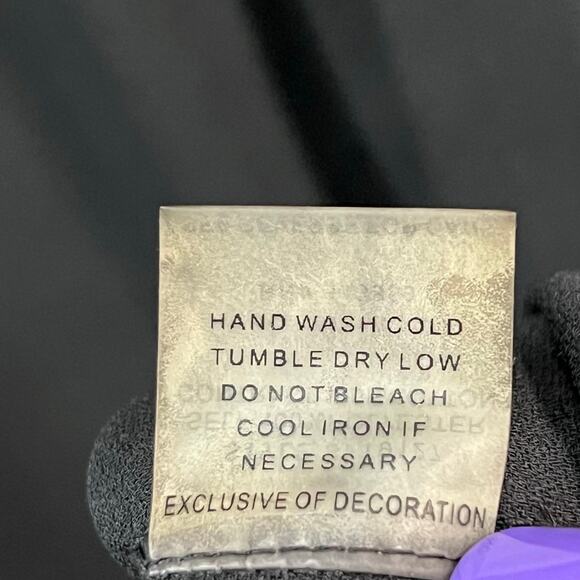 HAND WASH COLD
TUMBLE DRY LOW
DO NOT BLEACH
COOL IRON IF
NECESSARY
EXCLUSIVE OF DECORATION